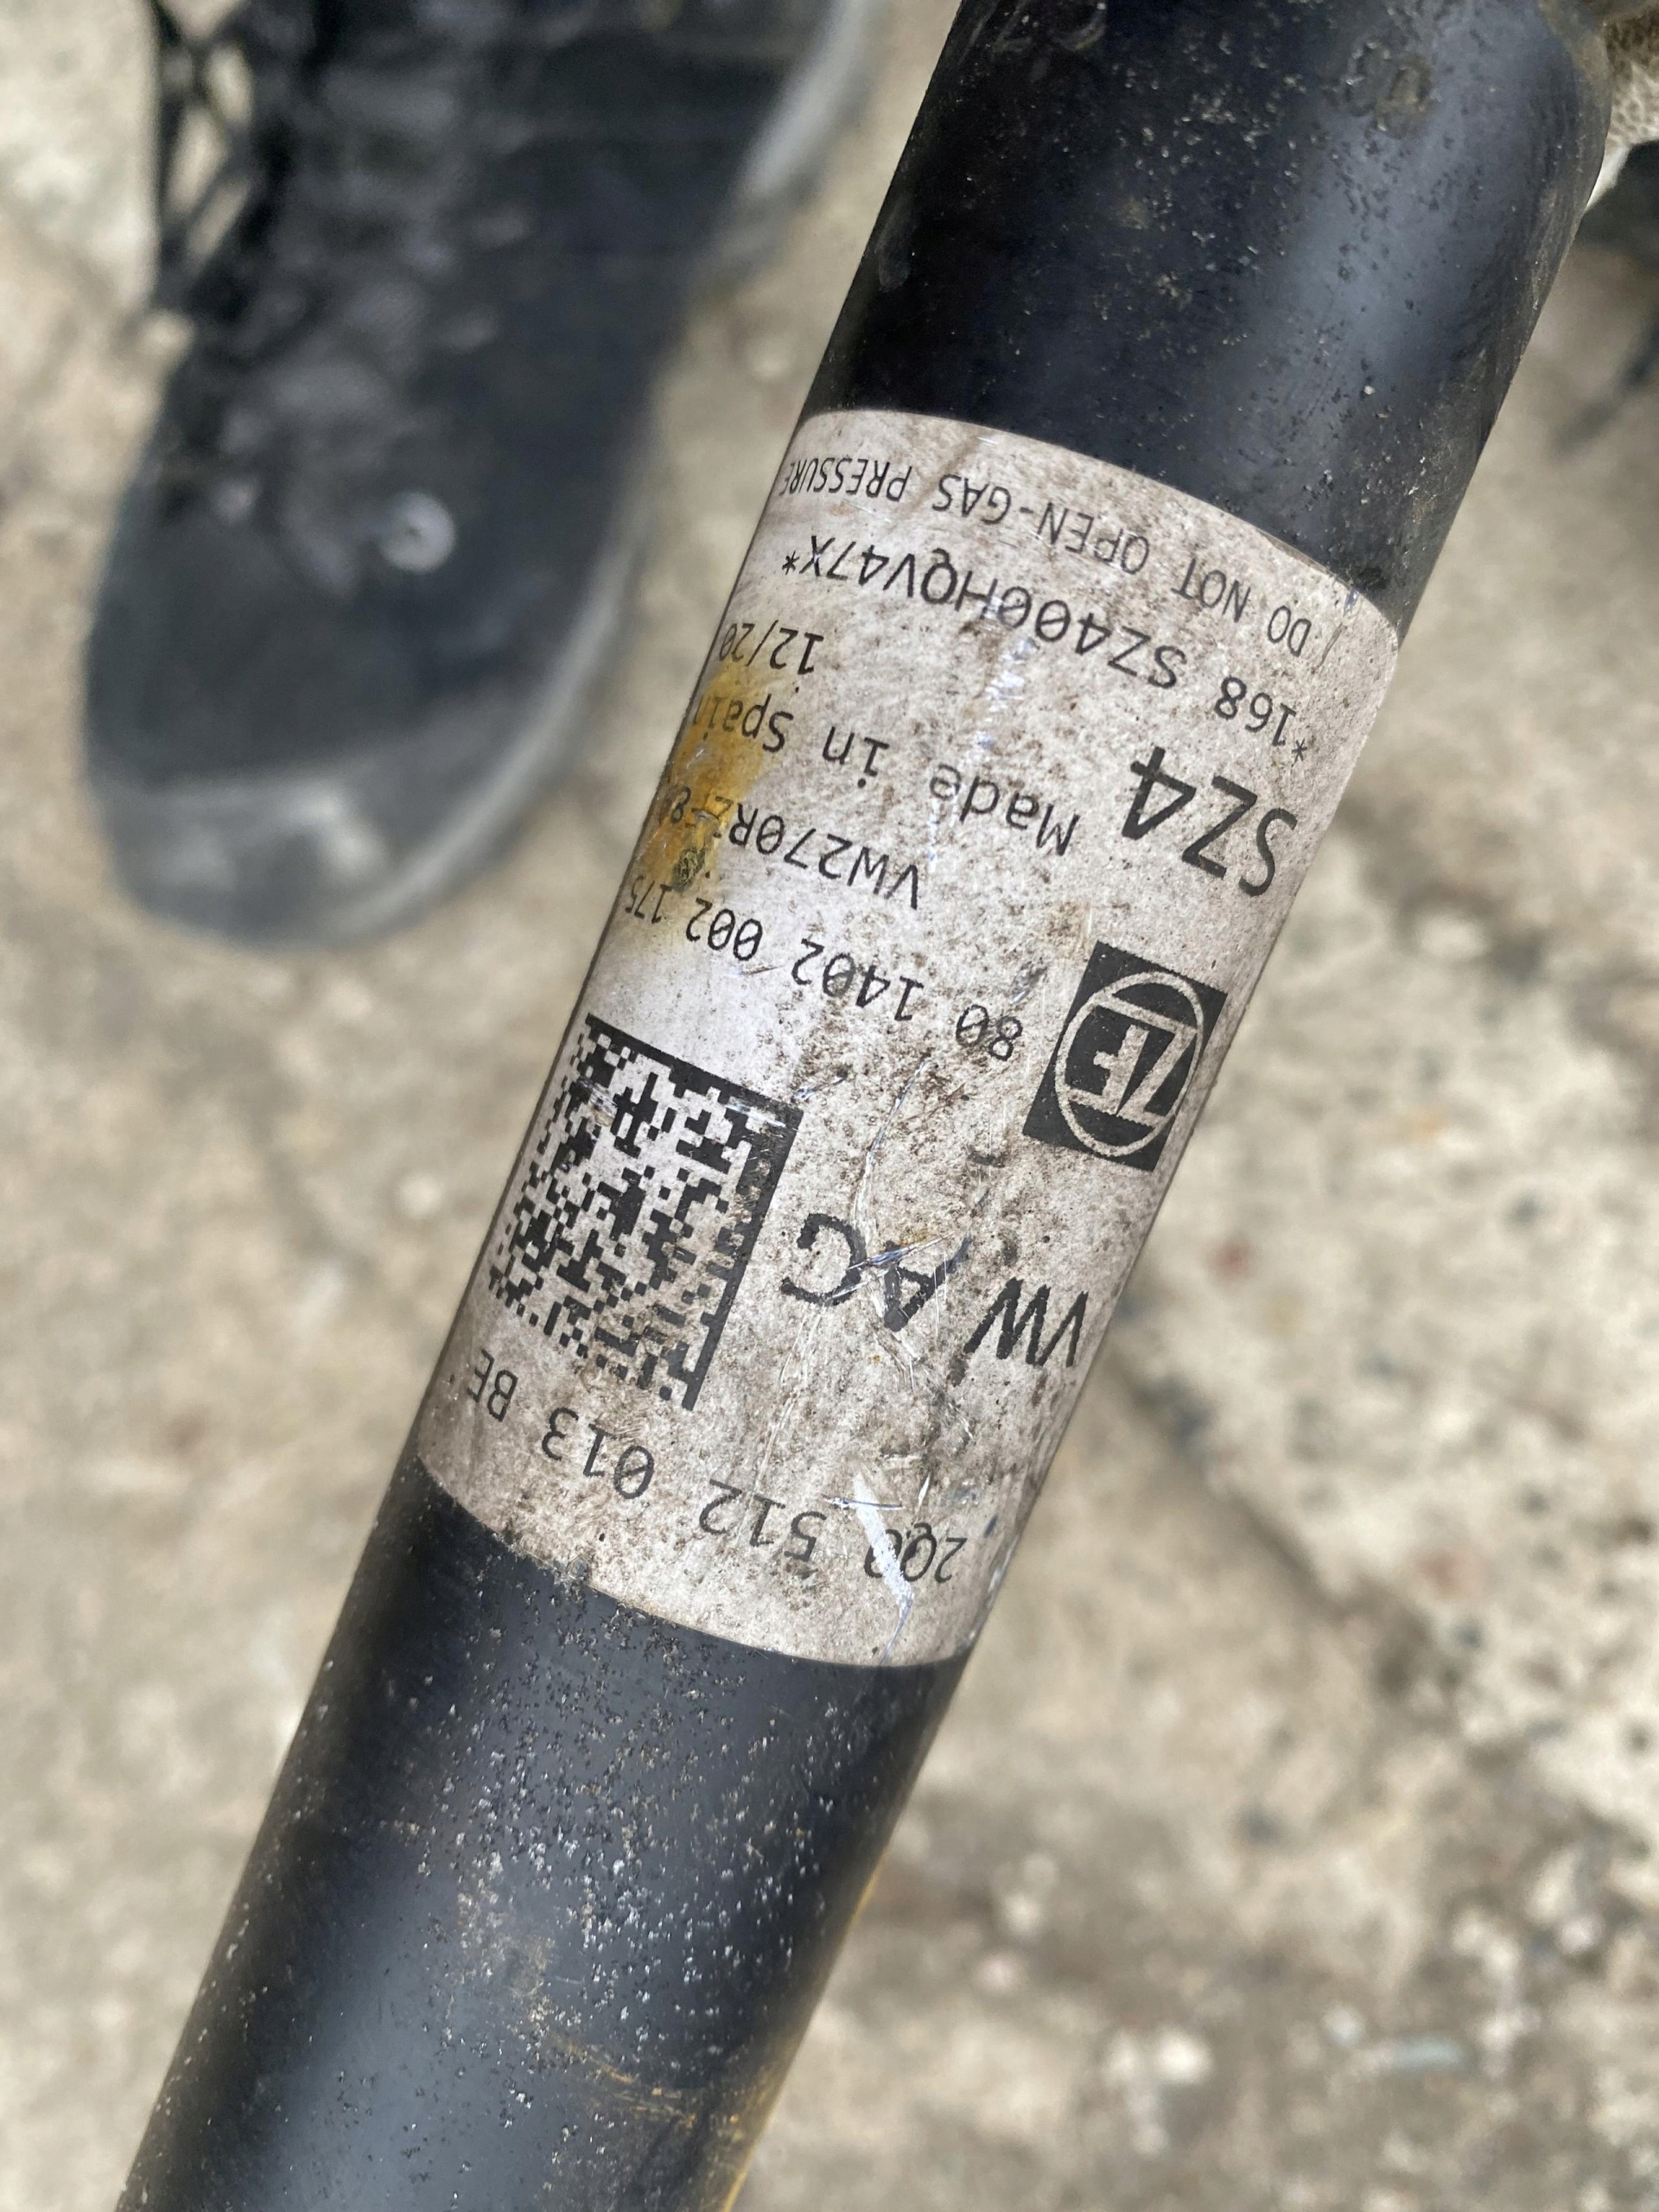 2Q0 512 013 BE
VW AG
ZF
80 1402 002 175
VW270R
SZ4
Made in Spain
12/20
*168 SZ400HQV47X*
DO NOT OPEN-GAS PRESSURE